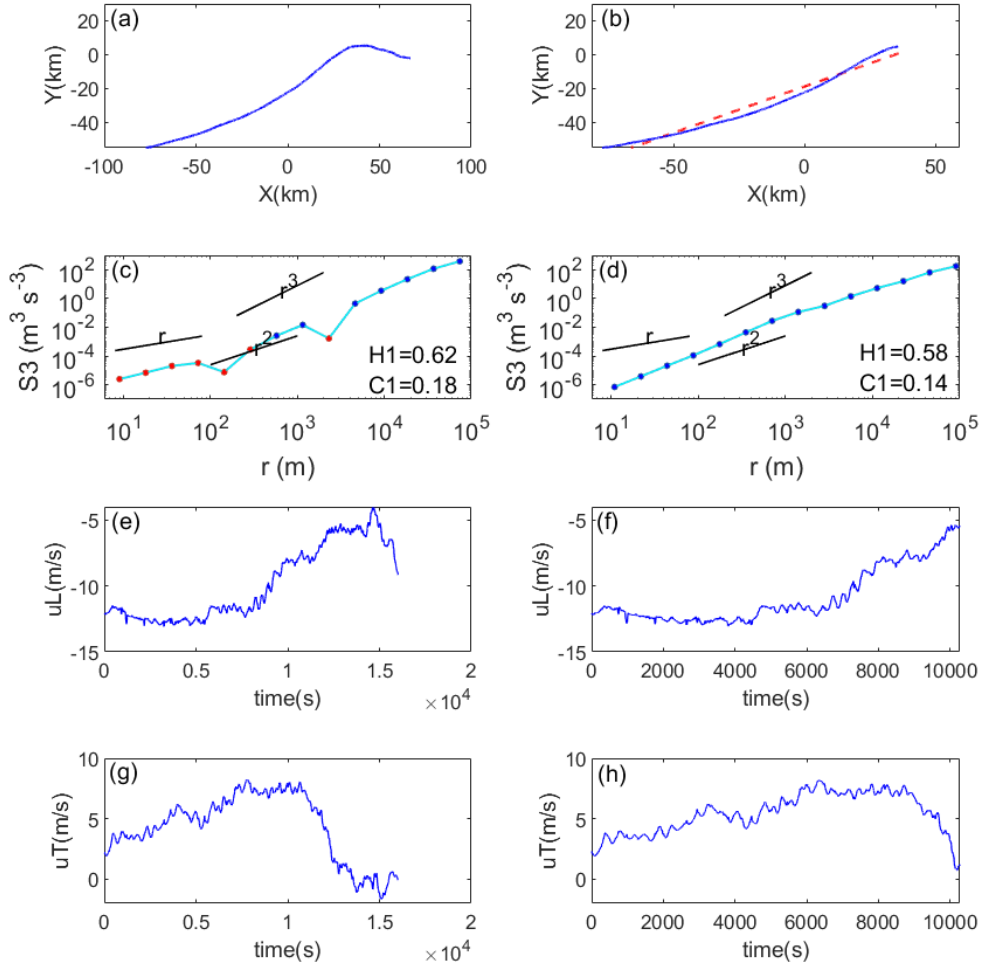 (a)
20
0
-20
-40
Y(km)
-100
-50
0
50
100
X(km)
(b)
20
0
-20
-40
Y(km)
-50
0
50
X(km)
(c)
10^2
10^0
10^-2
10^-4
10^-6
S3 (m^3 s^-3)
r
r^3
r^2
H1=0.62
C1=0.18
10^1
10^2
10^3
10^4
10^5
r (m)
(d)
10^2
10^0
10^-2
10^-4
10^-6
S3 (m^3 s^-3)
r
r^3
r^2
H1=0.58
C1=0.14
10^1
10^2
10^3
10^4
10^5
r (m)
(e)
-5
-10
-15
uL(m/s)
0
0.5
1
1.5
2
time(s)
× 10^4
(f)
-5
-10
-15
uL(m/s)
0
2000
4000
6000
8000
10000
time(s)
(g)
10
5
0
uT(m/s)
0
0.5
1
1.5
2
time(s)
× 10^4
(h)
10
5
0
uT(m/s)
0
2000
4000
6000
8000
10000
time(s)